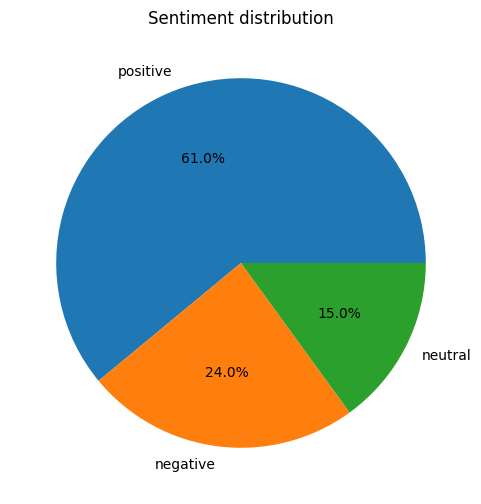 Sentiment distribution
positive
61.0%
15.0%
neutral
24.0%
negative